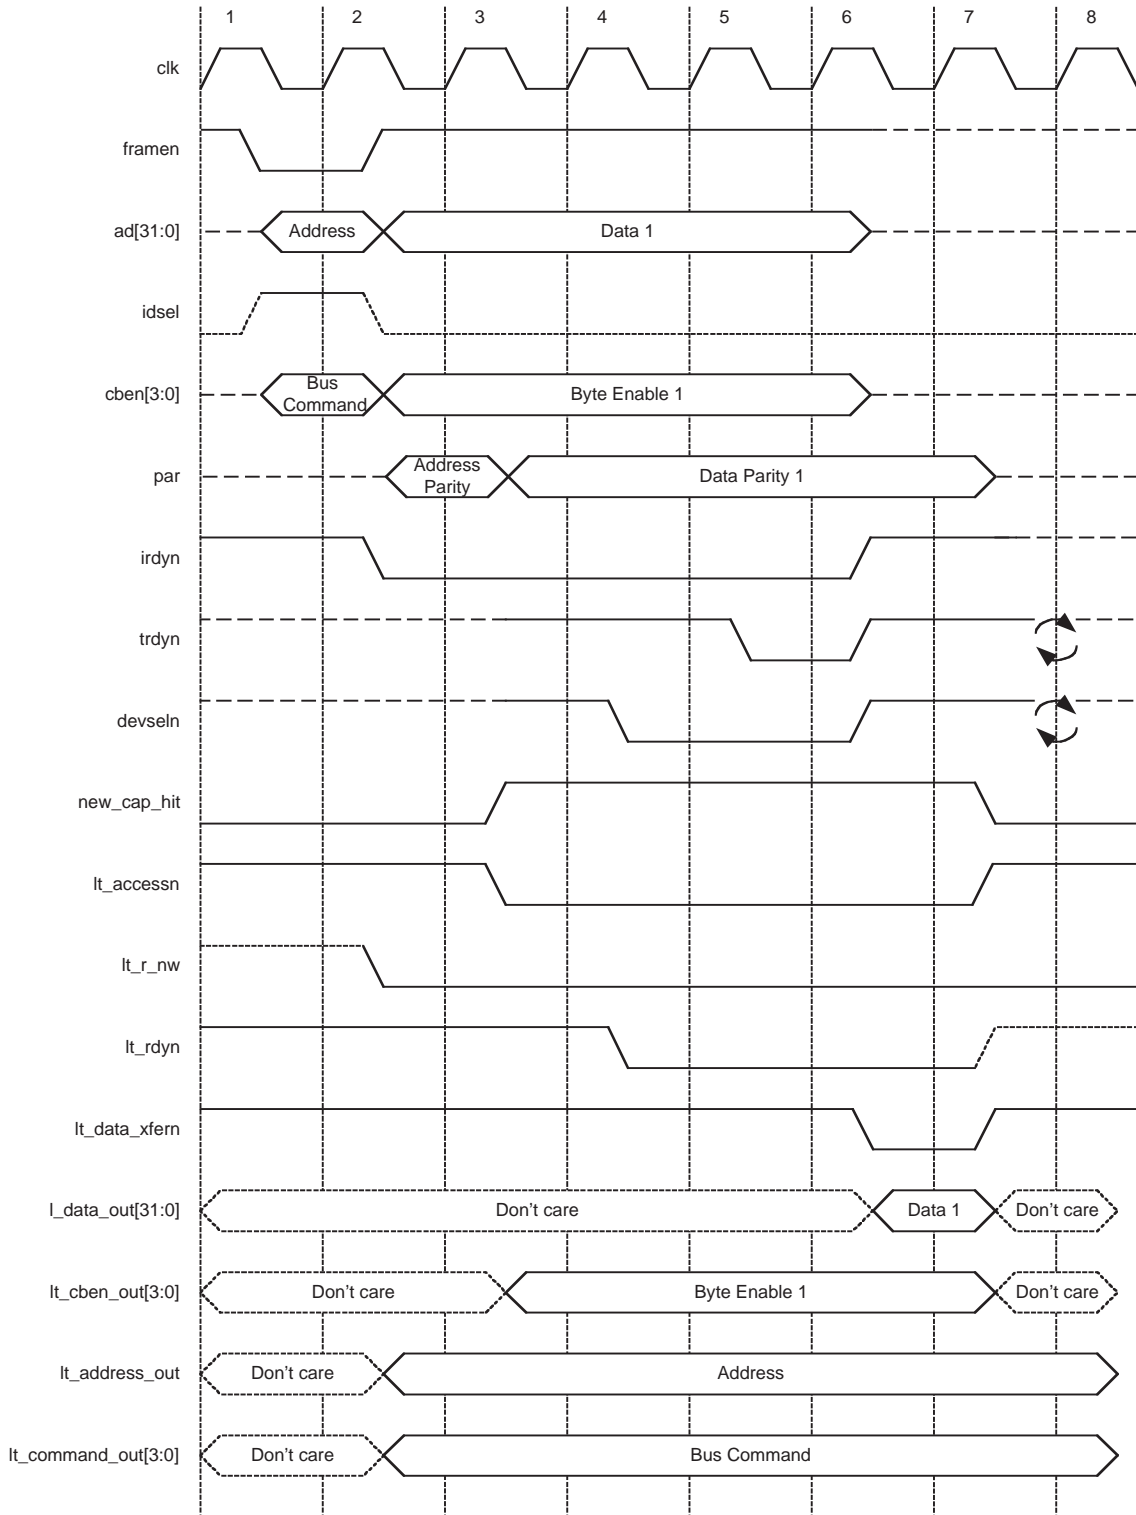 1 2 3 4 5 6 7 8
clk
framen
ad[31:0] Address Data 1
idsel
cben[3:0] Bus Command Byte Enable 1
par Address Parity Data Parity 1
irdyn
trdyn
devseln
new_cap_hit
lt_accessn
lt_r_nw
lt_rdyn
lt_data_xfern
l_data_out[31:0] Don't care Data 1 Don't care
lt_cben_out[3:0] Don't care Byte Enable 1 Don't care
lt_address_out Don't care Address
lt_command_out[3:0] Don't care Bus Command